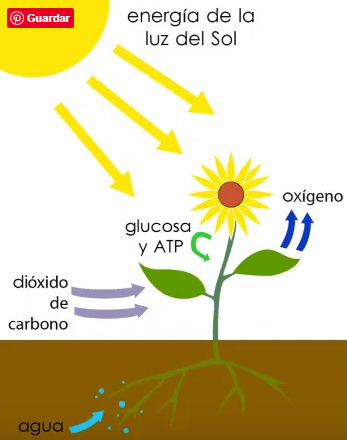 Guardar
energía de la
luz del Sol
oxígeno
glucosa
y ATP
dióxido
de
carbono
agua